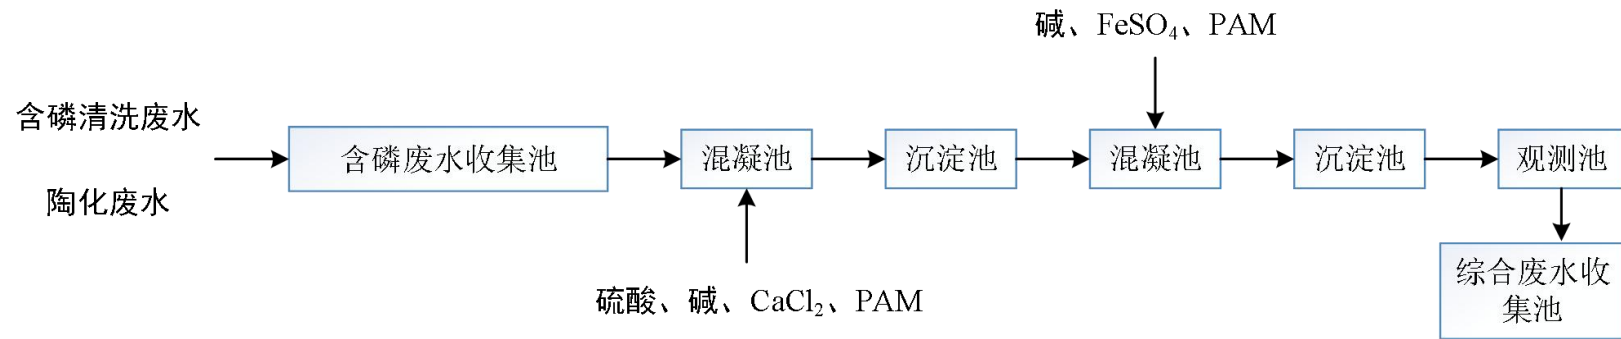 碱、FeSO₄、PAM
含磷清洗废水
陶化废水
含磷废水收集池
混凝池
沉淀池
混凝池
沉淀池
观测池
硫酸、碱、CaCl₂、PAM
综合废水收
集池